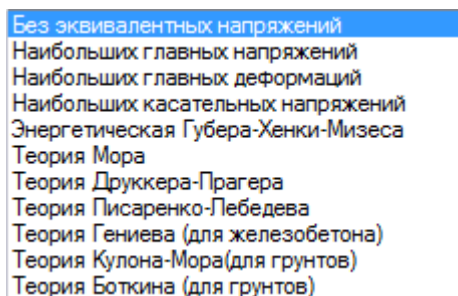 Без эквивалентных напряжений
Наибольших главных напряжений
Наибольших главных деформаций
Наибольших касательных напряжений
Энергетическая Губера-Хенки-Мизеса
Теория Мора
Теория Друккера-Прагера
Теория Писаренко-Лебедева
Теория Гениева (для железобетона)
Теория Кулона-Мора(для грунтов)
Теория Боткина (для грунтов)